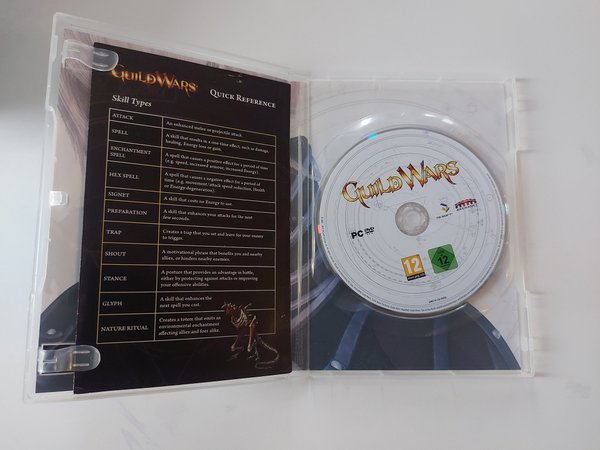 GUILD WARS
QUICK REFERENCE
Skill Types
ATTACK
An enhanced melee or projectile attack.
SPELL
A skill that results in a one-time effect, such as damage,
healing, Energy loss or gain.
ENCHANTMENT
SPELL
A spell that causes a positive effect for a period of time
(e.g. speed, increased armor, increased Energy).
HEX SPELL
A spell that causes a negative effect for a period of
time (e.g. movement/attack speed reduction, Health
or Energy degeneration).
SIGNET
A skill that costs no Energy to use.
PREPARATION
A skill that enhances your attacks for the next
few seconds.
TRAP
Creates a trap that you set and leave for your enemy
to trigger.
SHOUT
A motivational phrase that benefits you and nearby
allies, or hinders nearby enemies.
STANCE
A posture that provides an advantage in battle,
either by protecting against attacks or improving
your offensive abilities.
GLYPH
A skill that enhances the
next spell you cast.
NATURE RITUAL
Creates a totem that emits an
environmental enchantment
affecting allies and foes alike.
GUILD WARS
PC DVD
12
12